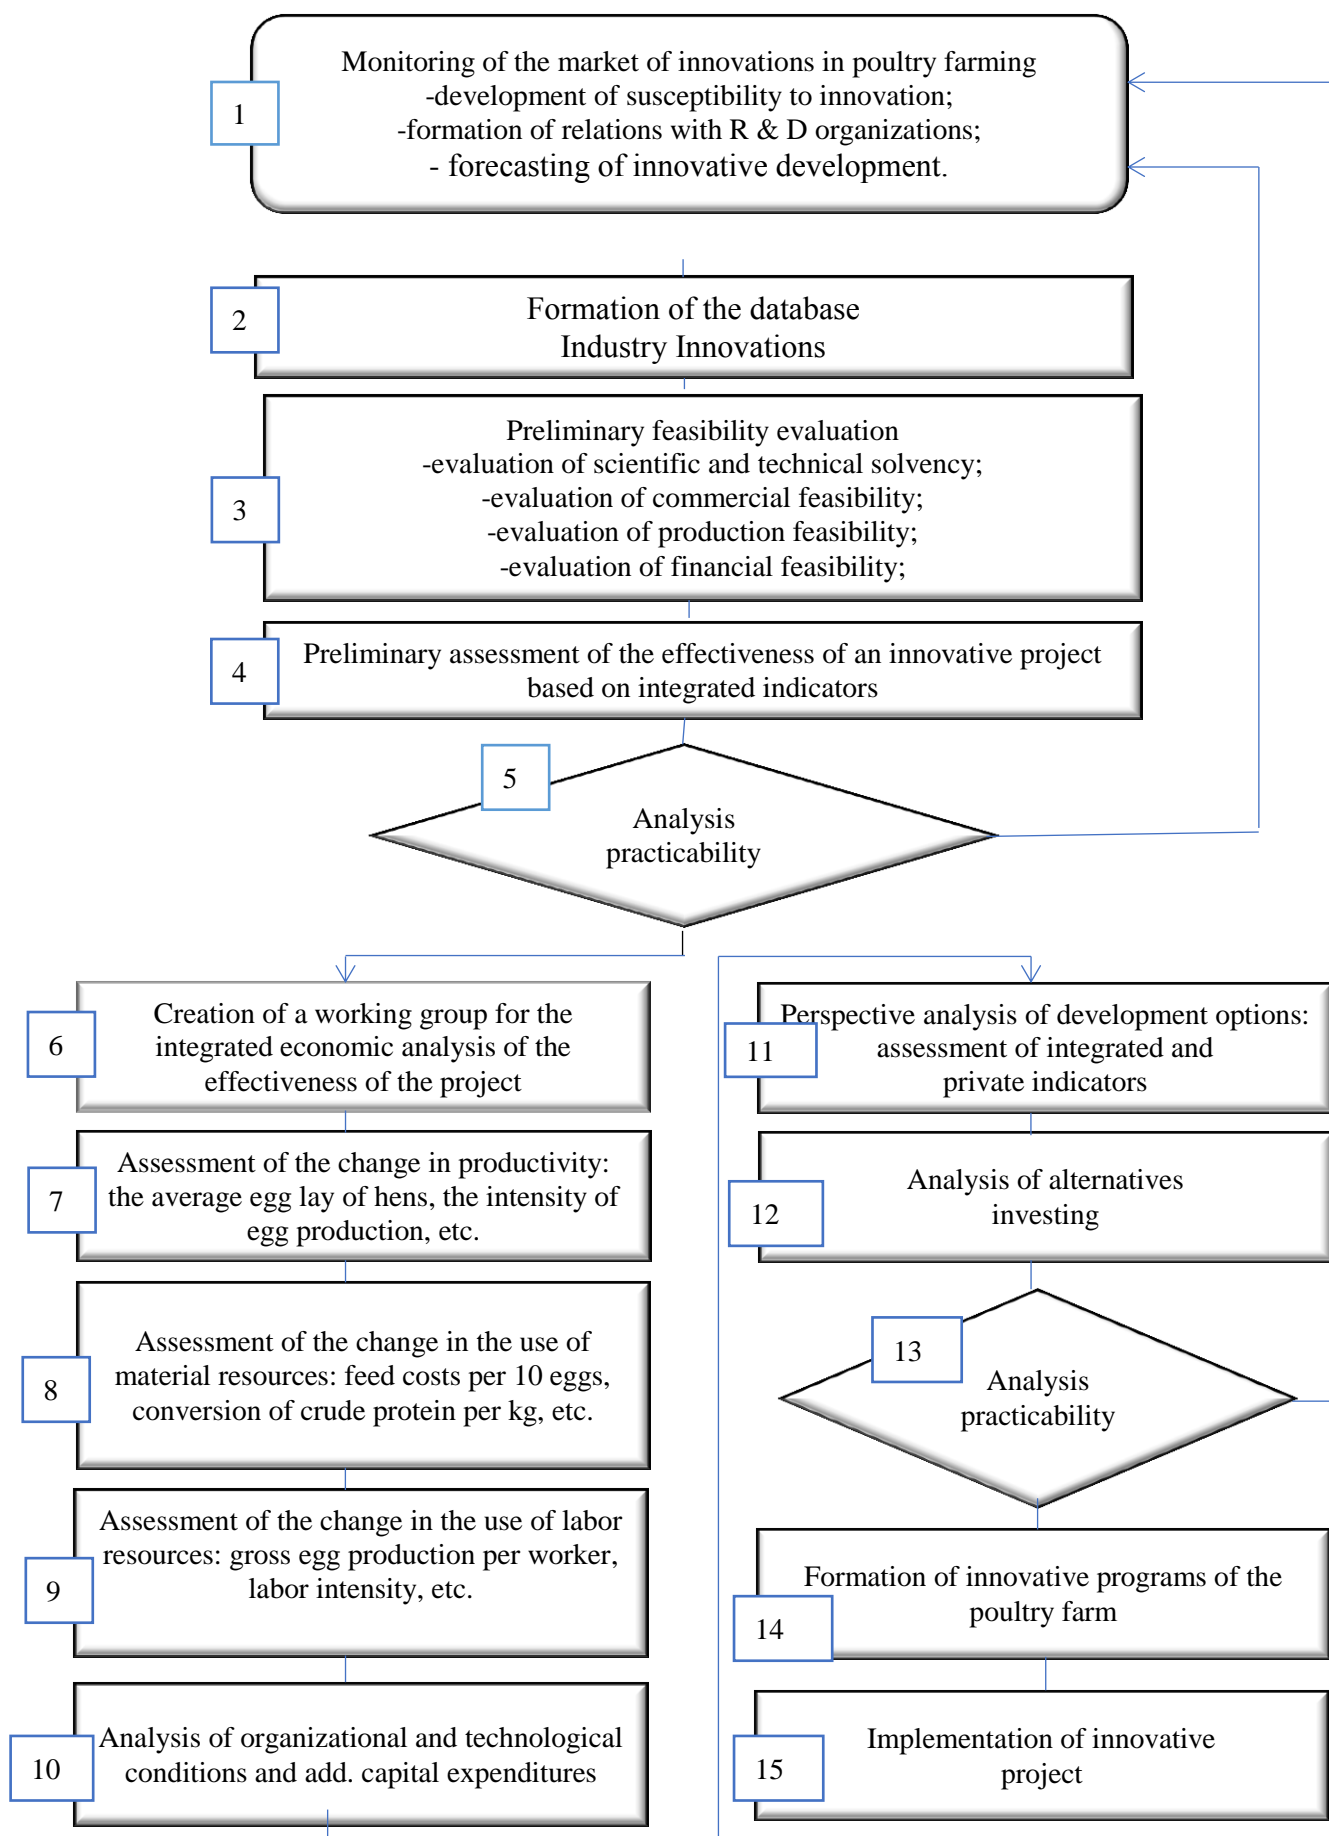 1
Monitoring of the market of innovations in poultry farming
-development of susceptibility to innovation;
-formation of relations with R & D organizations;
- forecasting of innovative development.
2
Formation of the database
Industry Innovations
3
Preliminary feasibility evaluation
-evaluation of scientific and technical solvency;
-evaluation of commercial feasibility;
-evaluation of production feasibility;
-evaluation of financial feasibility;
4
Preliminary assessment of the effectiveness of an innovative project
based on integrated indicators
5
Analysis
practicability
6
Creation of a working group for the
integrated economic analysis of the
effectiveness of the project
7
Assessment of the change in productivity:
the average egg lay of hens, the intensity of
egg production, etc.
8
Assessment of the change in the use of
material resources: feed costs per 10 eggs,
conversion of crude protein per kg, etc.
9
Assessment of the change in the use of labor
resources: gross egg production per worker,
labor intensity, etc.
10
Analysis of organizational and technological
conditions and add. capital expenditures
11
Perspective analysis of development options:
assessment of integrated and
private indicators
12
Analysis of alternatives
investing
13
Analysis
practicability
14
Formation of innovative programs of the
poultry farm
15
Implementation of innovative
project